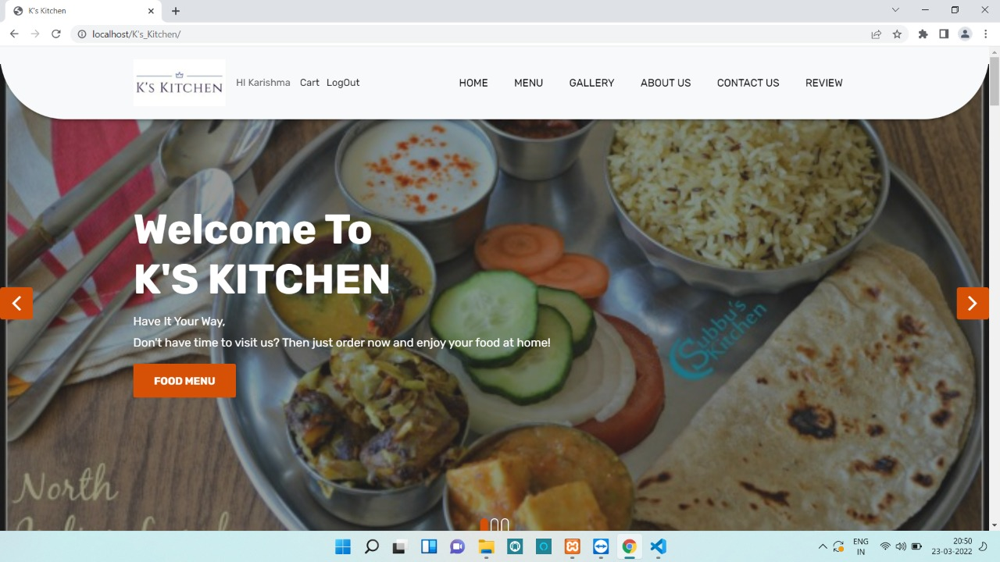 K's Kitchen
localhost/K's_Kitchen/
K'S KITCHEN
HI Karishma Cart LogOut
HOME MENU GALLERY ABOUT US CONTACT US REVIEW
Welcome To
K'S KITCHEN
Have It Your Way,
Don't have time to visit us? Then just order now and enjoy your food at home!
FOOD MENU
Subby's
Kitchen
North
ENG
IN
20:50
23-03-2022